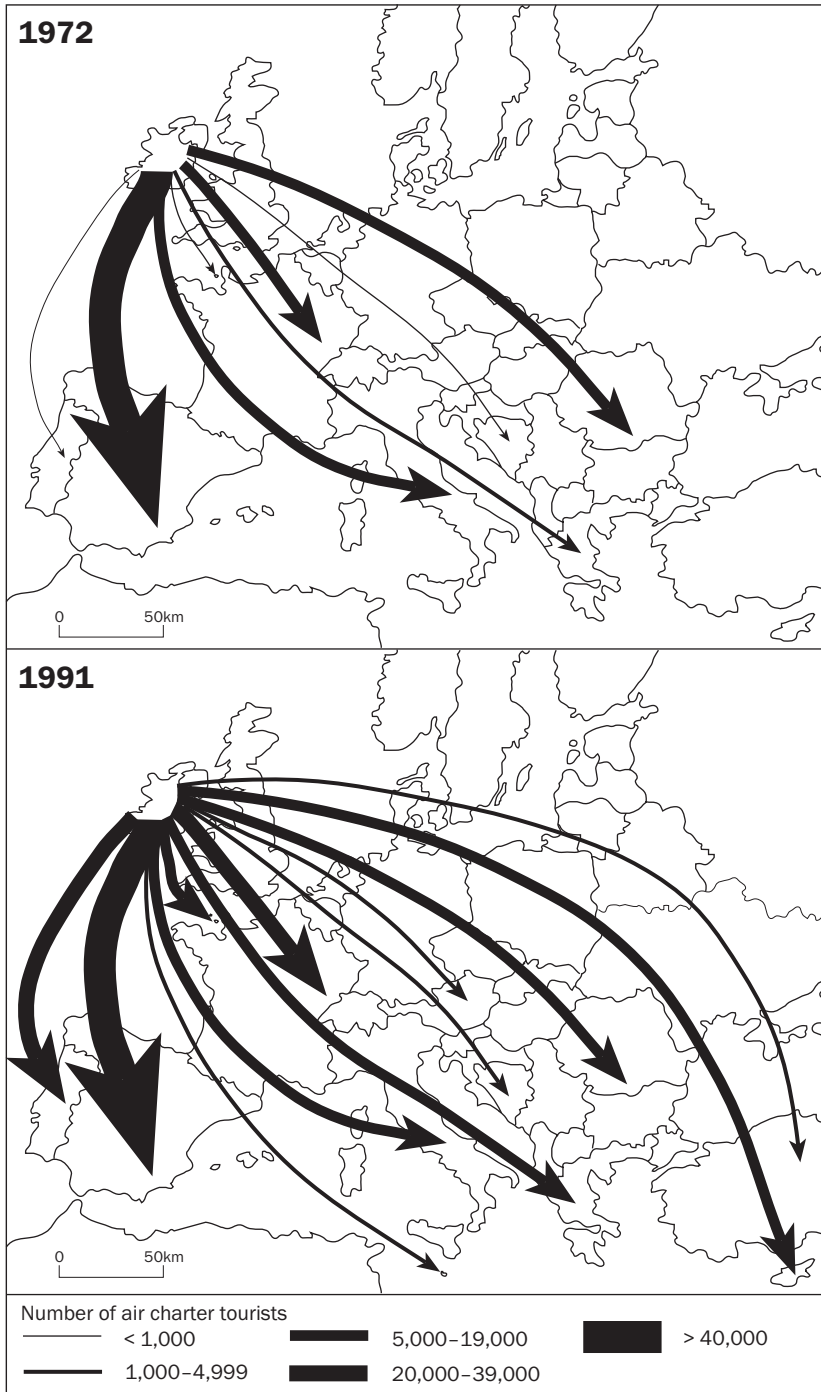 1972
0 50km
1991
0 50km
Number of air charter tourists
< 1,000 5,000–19,000 > 40,000
1,000–4,999 20,000–39,000